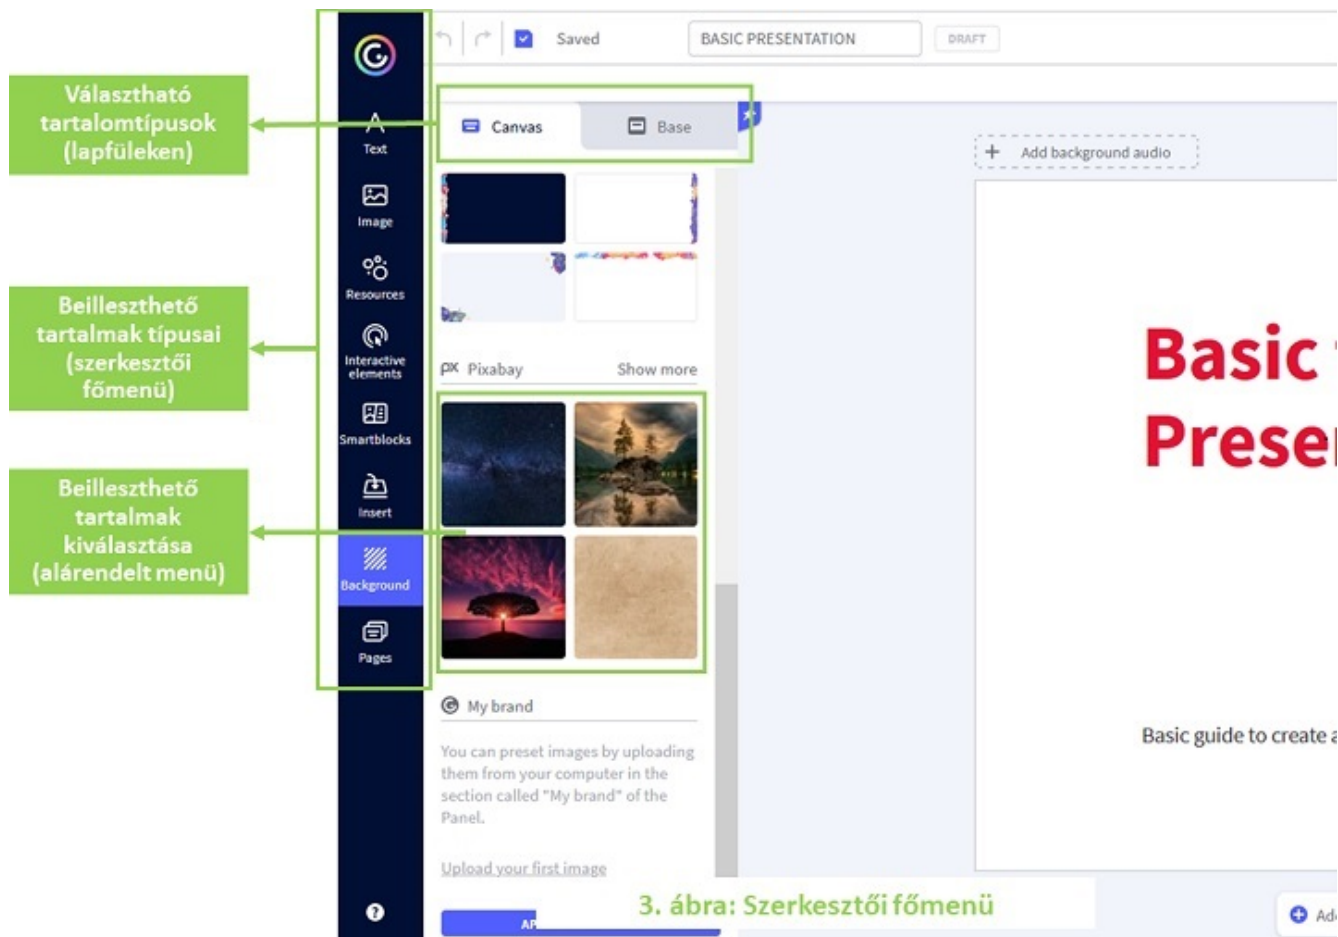 Választható
tartalomtípusok
(lapfüleken)
Beilleszthető
tartalmak típusai
(szerkesztői
főmenü)
Beilleszthető
tartalmak
kiválasztása
(alárendelt menü)
Text
Image
Resources
Interactive
elements
Smartblocks
Insert
Background
Pages
Saved
BASIC PRESENTATION
DRAFT
Canvas
Base
px Pixabay
Show more
My brand
You can preset images by uploading
them from your computer in the
section called "My brand" of the
Panel.
Upload your first image
Add background audio
Basic
Basic guide to create a
3. ábra: Szerkesztői főmenü